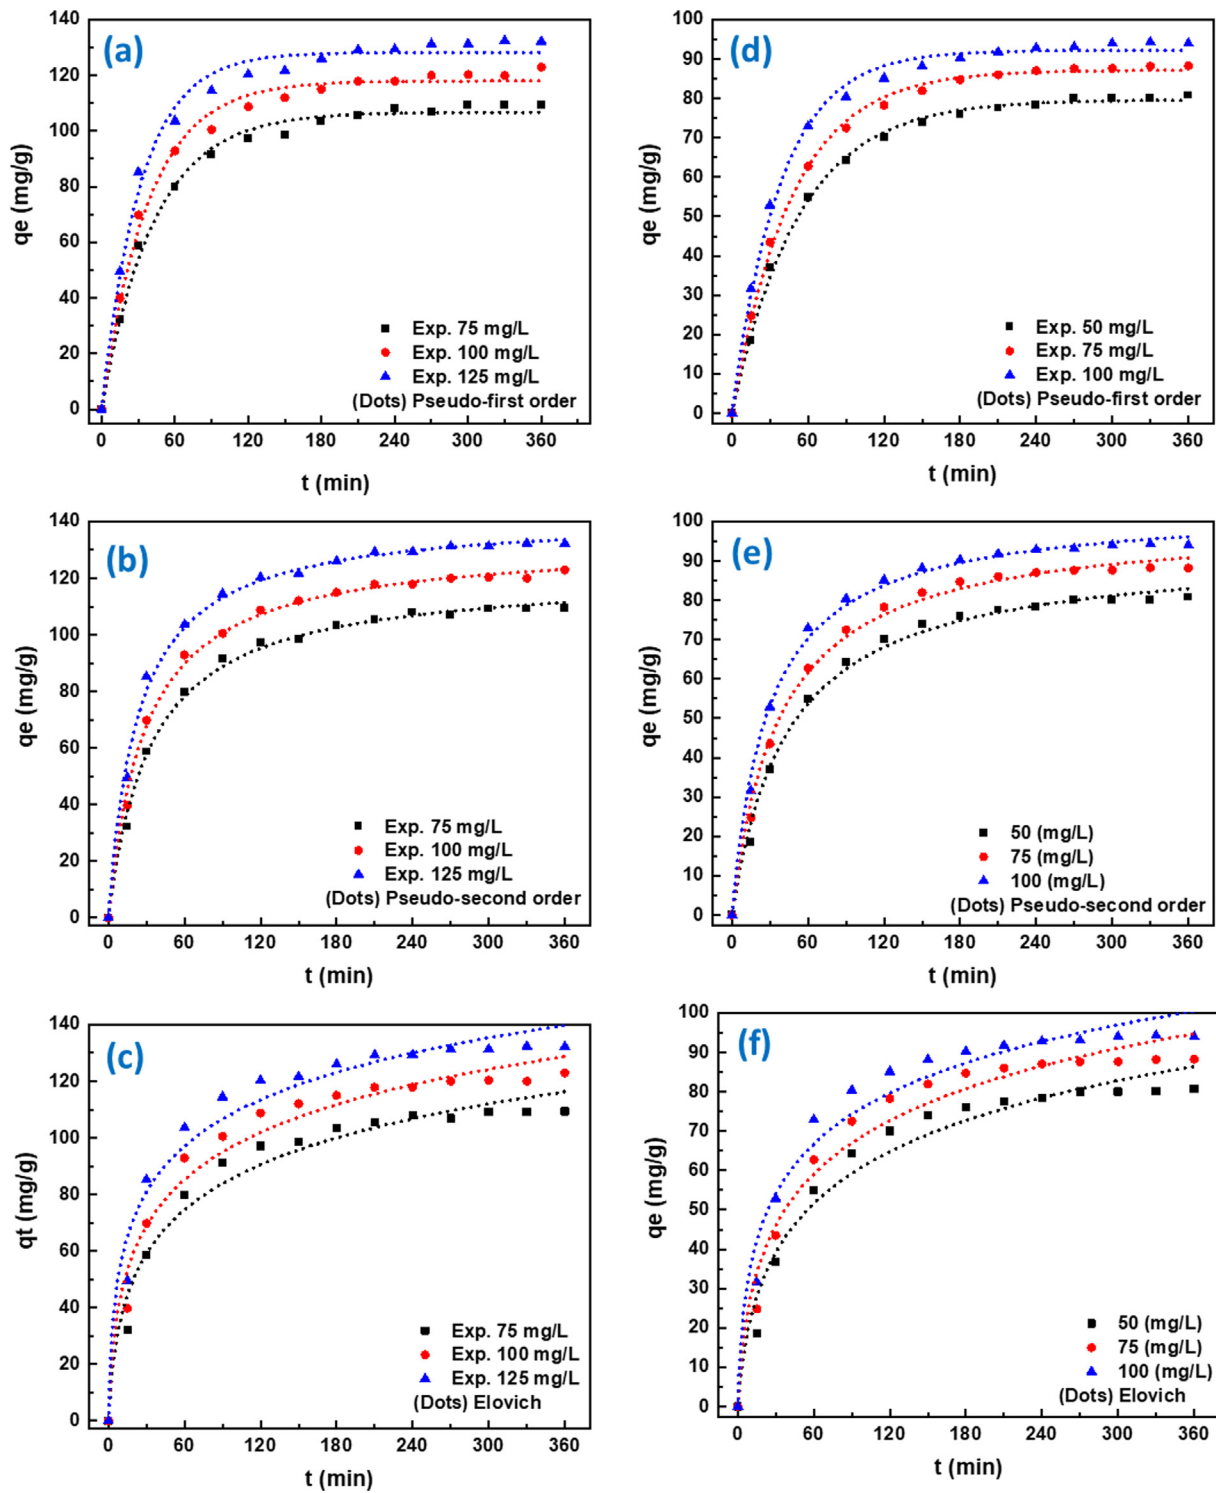 (a)
140
120
100
80
60
40
20
0
qe (mg/g)
Exp. 75 mg/L
Exp. 100 mg/L
Exp. 125 mg/L
(Dots) Pseudo-first order
0 60 120 180 240 300 360
t (min)
(d)
100
90
80
70
60
50
40
30
20
10
0
qe (mg/g)
Exp. 50 mg/L
Exp. 75 mg/L
Exp. 100 mg/L
(Dots) Pseudo-first order
0 60 120 180 240 300 360
t (min)
(b)
140
120
100
80
60
40
20
0
qe (mg/g)
Exp. 75 mg/L
Exp. 100 mg/L
Exp. 125 mg/L
(Dots) Pseudo-second order
0 60 120 180 240 300 360
t (min)
(e)
100
90
80
70
60
50
40
30
20
10
0
qe (mg/g)
50 (mg/L)
75 (mg/L)
100 (mg/L)
(Dots) Pseudo-second order
0 60 120 180 240 300 360
t (min)
(c)
140
120
100
80
60
40
20
0
qt (mg/g)
Exp. 75 mg/L
Exp. 100 mg/L
Exp. 125 mg/L
(Dots) Elovich
0 60 120 180 240 300 360
t (min)
(f)
100
90
80
70
60
50
40
30
20
10
0
qe (mg/g)
50 (mg/L)
75 (mg/L)
100 (mg/L)
(Dots) Elovich
0 60 120 180 240 300 360
t (min)